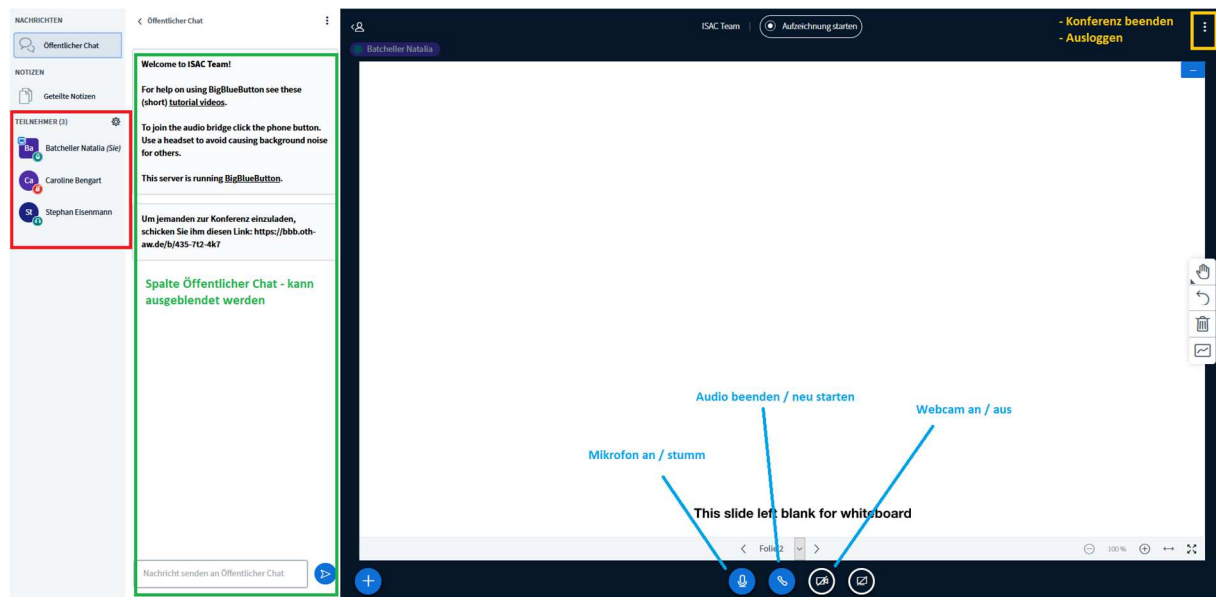 NACHRICHTEN
Öffentlicher Chat
NOTIZEN
Geteilte Notizen
TEILNEHMER (3)
Ba
Batcheller Natalia (Sie)
Ca
Caroline Bengart
St
Stephan Eisenmann
Öffentlicher Chat
Welcome to ISAC Team!
For help on using BigBlueButton see these
(short) tutorial videos.
To join the audio bridge click the phone button.
Use a headset to avoid causing background noise
for others.
This server is running BigBlueButton.
Um jemanden zur Konferenz einzuladen,
schicken Sie ihm diesen Link: https://bbb.oth-
aw.de/b/435-7t2-4k7
Spalte Öffentlicher Chat - kann
ausgeblendet werden
Nachricht senden an Öffentlicher Chat
ISAC Team
Aufzeichnung starten
- Konferenz beenden
- Ausloggen
Batcheller Natalia
Audio beenden / neu starten
Webcam an / aus
Mikrofon an / stumm
This slide left blank for whiteboard
Folie 2
100%